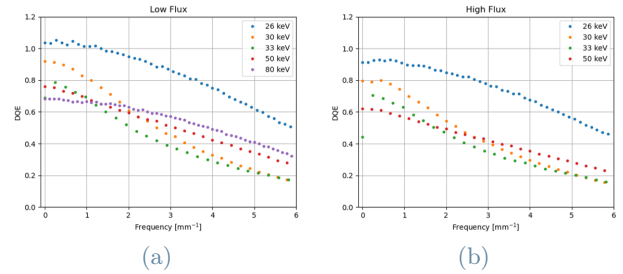 Low Flux
1.2
1.0
0.8
0.6
0.4
0.2
0.0
DQE
26 keV
30 keV
33 keV
50 keV
80 keV
0 1 2 3 4 5 6
Frequency [mm⁻¹]
(a)
High Flux
1.2
1.0
0.8
0.6
0.4
0.2
0.0
DQE
26 keV
30 keV
33 keV
50 keV
0 1 2 3 4 5 6
Frequency [mm⁻¹]
(b)